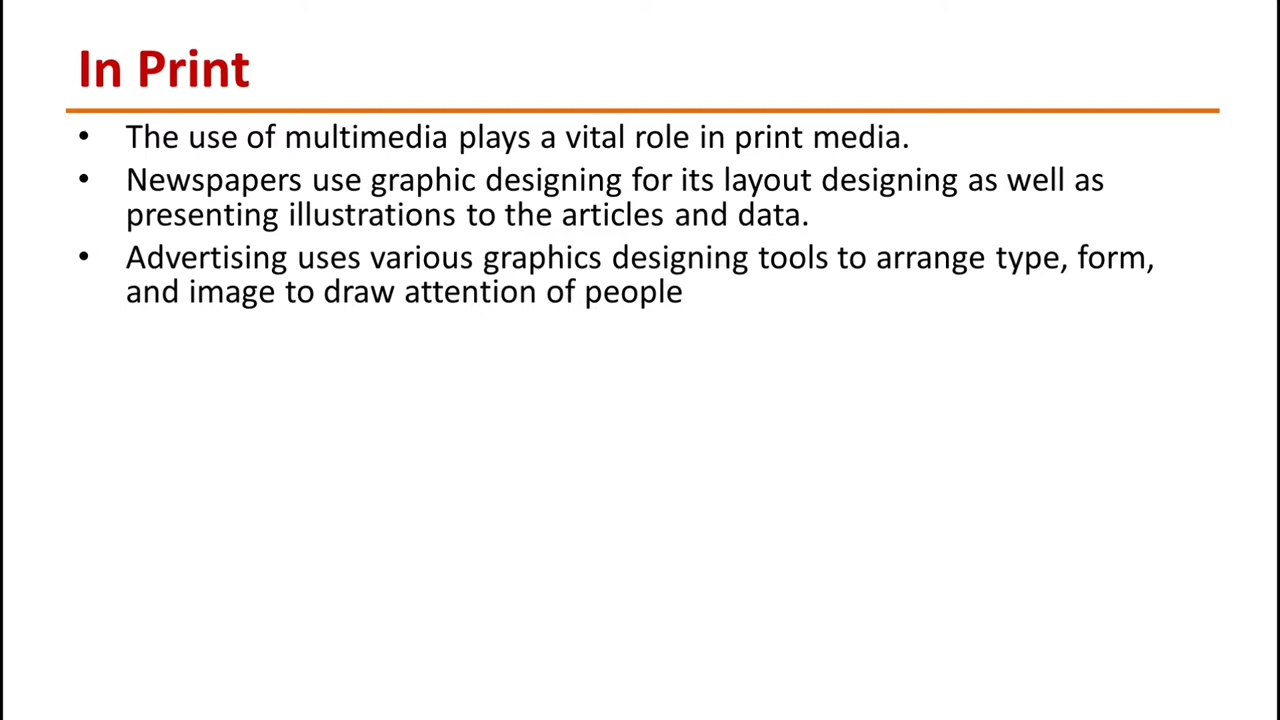 In Print
• The use of multimedia plays a vital role in print media.
• Newspapers use graphic designing for its layout designing as well as
presenting illustrations to the articles and data.
• Advertising uses various graphics designing tools to arrange type, form,
and image to draw attention of people